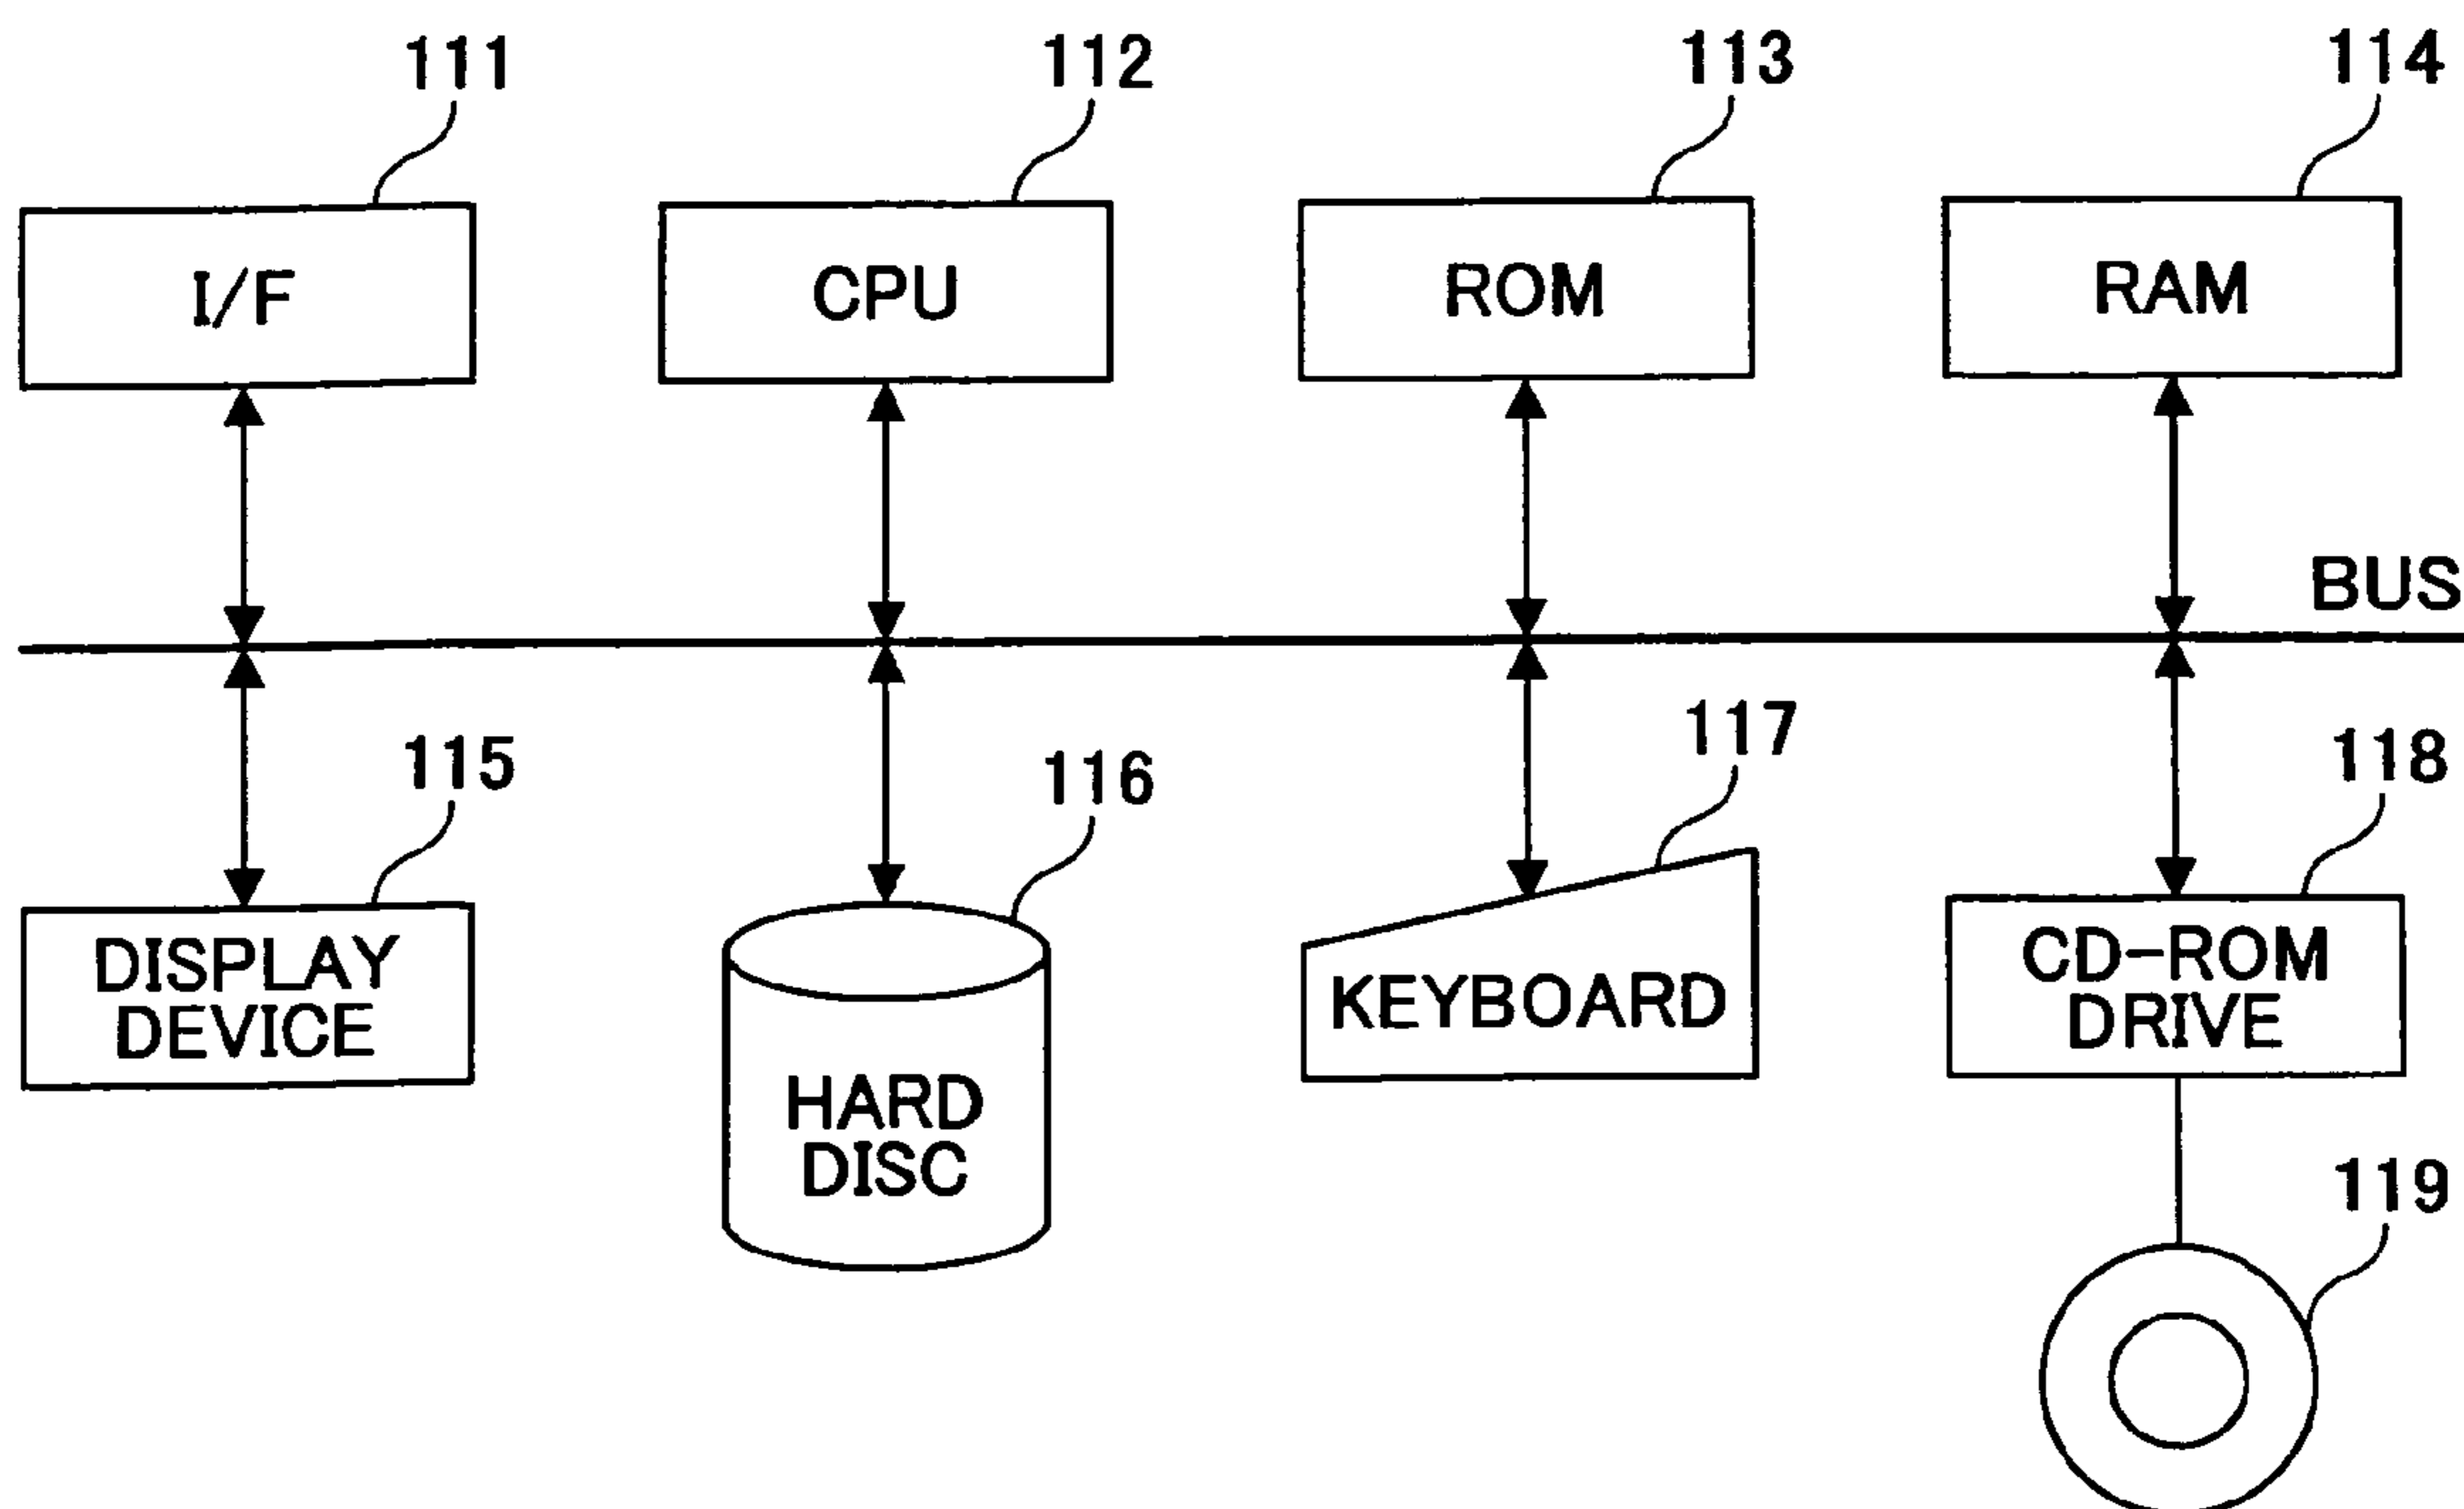 111
112
113
114
I/F
CPU
ROM
RAM
BUS
115
116
117
118
DISPLAY
DEVICE
HARD
DISC
KEYBOARD
CD-ROM
DRIVE
119